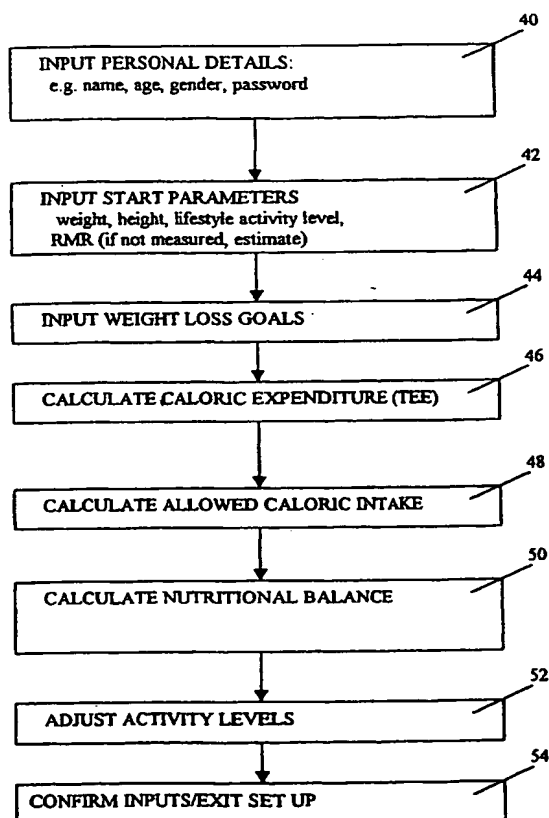 40
INPUT PERSONAL DETAILS:
e.g. name, age, gender, password
42
INPUT START PARAMETERS
weight, height, lifestyle activity level,
RMR (if not measured, estimate)
44
INPUT WEIGHT LOSS GOALS
46
CALCULATE CALORIC EXPENDITURE (TEE)
48
CALCULATE ALLOWED CALORIC INTAKE
50
CALCULATE NUTRITIONAL BALANCE
52
ADJUST ACTIVITY LEVELS
54
CONFIRM INPUTS/EXIT SET UP